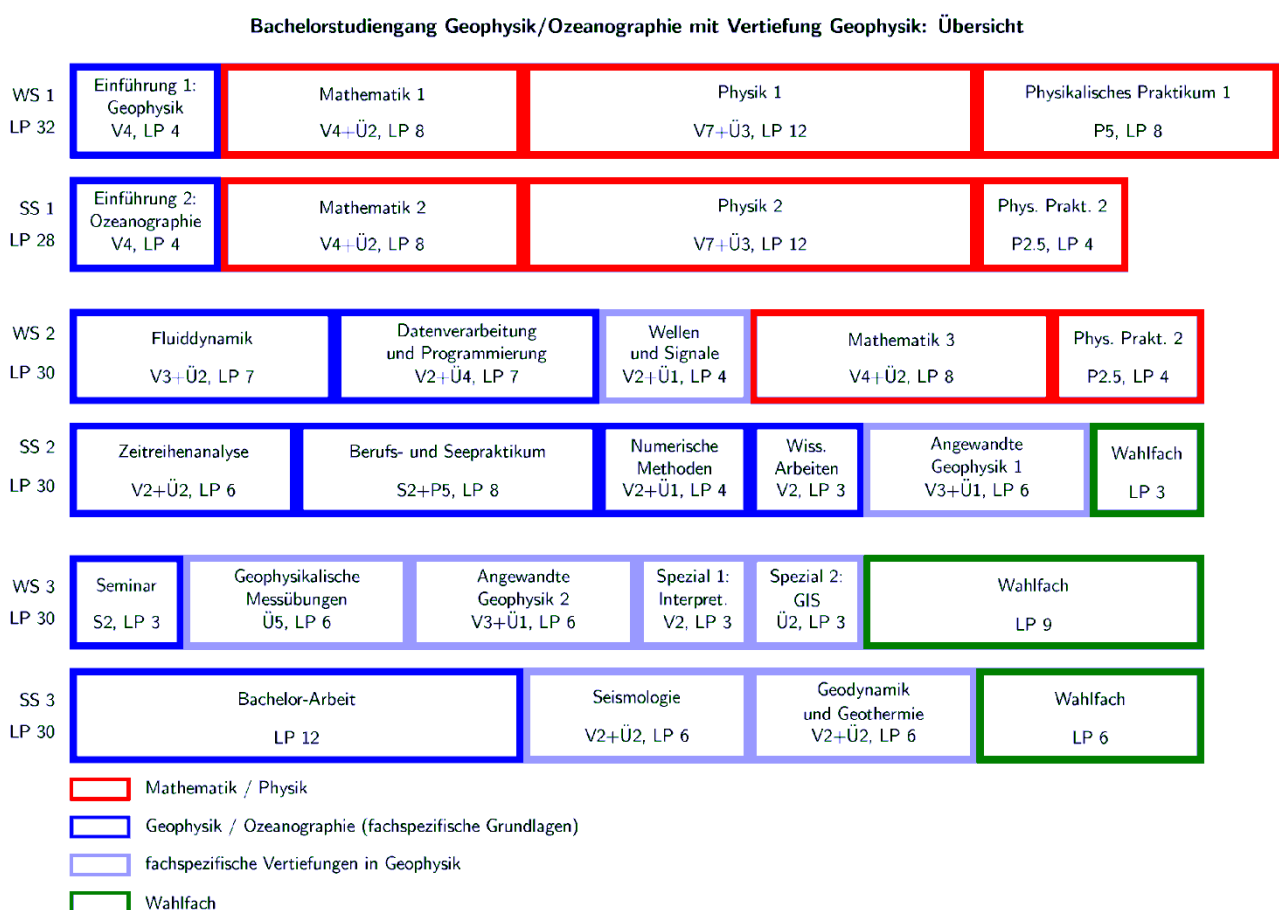 Bachelorstudiengang Geophysik/Ozeanographie mit Vertiefung Geophysik: Übersicht
WS 1
LP 32
Einführung 1:
Geophysik
V4, LP 4
Mathematik 1
V4+Ü2, LP 8
Physik 1
V7+Ü3, LP 12
Physikalisches Praktikum 1
P5, LP 8
SS 1
LP 28
Einführung 2:
Ozeanographie
V4, LP 4
Mathematik 2
V4+Ü2, LP 8
Physik 2
V7+Ü3, LP 12
Phys. Prakt. 2
P2.5, LP 4
WS 2
LP 30
Fluiddynamik
V3+Ü2, LP 7
Datenverarbeitung
und Programmierung
V2+Ü4, LP 7
Wellen
und Signale
V2+Ü1, LP 4
Mathematik 3
V4+Ü2, LP 8
Phys. Prakt. 2
P2.5, LP 4
SS 2
LP 30
Zeitreihenanalyse
V2+Ü2, LP 6
Berufs- und Seepraktikum
S2+P5, LP 8
Numerische
Methoden
V2+Ü1, LP 4
Wiss.
Arbeiten
V2, LP 3
Angewandte
Geophysik 1
V3+Ü1, LP 6
Wahlfach
LP 3
WS 3
LP 30
Seminar
S2, LP 3
Geophysikalische
Messübungen
Ü5, LP 6
Angewandte
Geophysik 2
V3+Ü1, LP 6
Spezial 1:
Interpret.
V2, LP 3
Spezial 2:
GIS
Ü2, LP 3
Wahlfach
LP 9
SS 3
LP 30
Bachelor-Arbeit
LP 12
Seismologie
V2+Ü2, LP 6
Geodynamik
und Geothermie
V2+Ü2, LP 6
Wahlfach
LP 6
Mathematik / Physik
Geophysik / Ozeanographie (fachspezifische Grundlagen)
fachspezifische Vertiefungen in Geophysik
Wahlfach